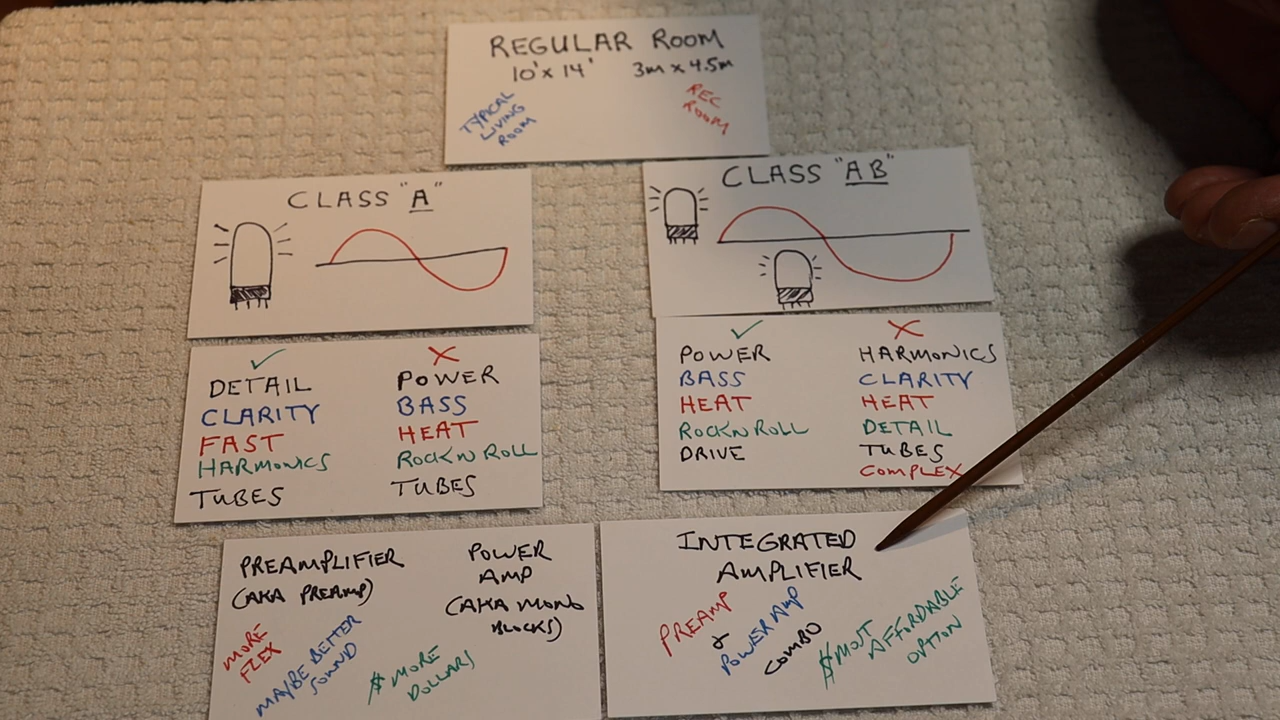 REGULAR ROOM
10'x 14' 3m x 4.5m
TYPICAL
LIVING
ROOM
REC
ROOM
CLASS "A"
CLASS "AB"
✓ ✗
DETAIL POWER
CLARITY BASS
FAST HEAT
HARMONICS ROCK N ROLL
TUBES TUBES
✓ ✗
POWER HARMONICS
BASS CLARITY
HEAT HEAT
ROCK N ROLL DETAIL
DRIVE TUBES
COMPLEX
PREAMPLIFIER
(AKA PREAMP)
POWER
AMP
(AKA MONO
BLOCKS)
MORE
FLEX
MAYBE BETTER
SOUND
$ MORE
DOLLARS
INTEGRATED
AMPLIFIER
PREAMP
&
POWER AMP
COMBO
$MOST
AFFORDABLE
OPTION